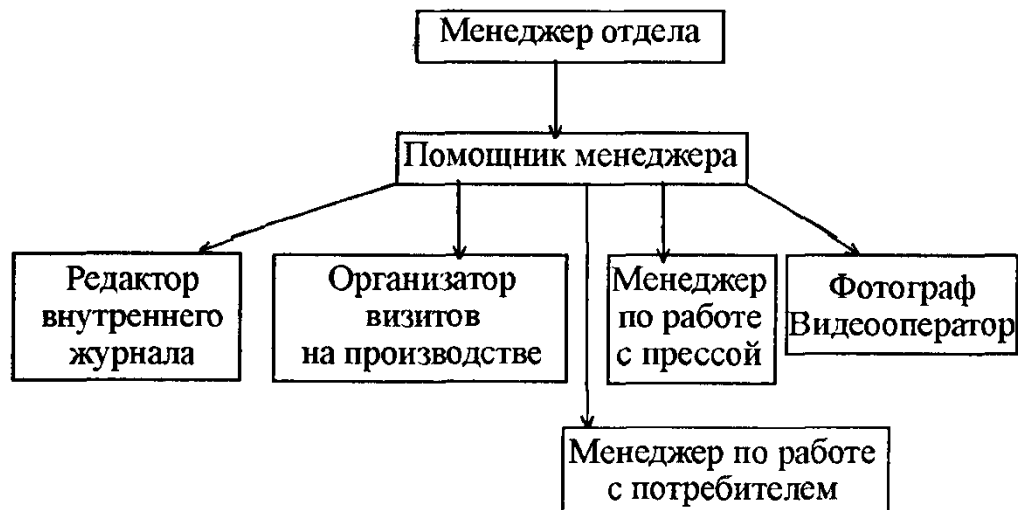 Менеджер отдела
Помощник менеджера
Редактор
внутреннего
журнала
Организатор
визитов
на производстве
Менеджер
по работе
с прессой
Фотограф
Видеооператор
Менеджер по работе
с потребителем